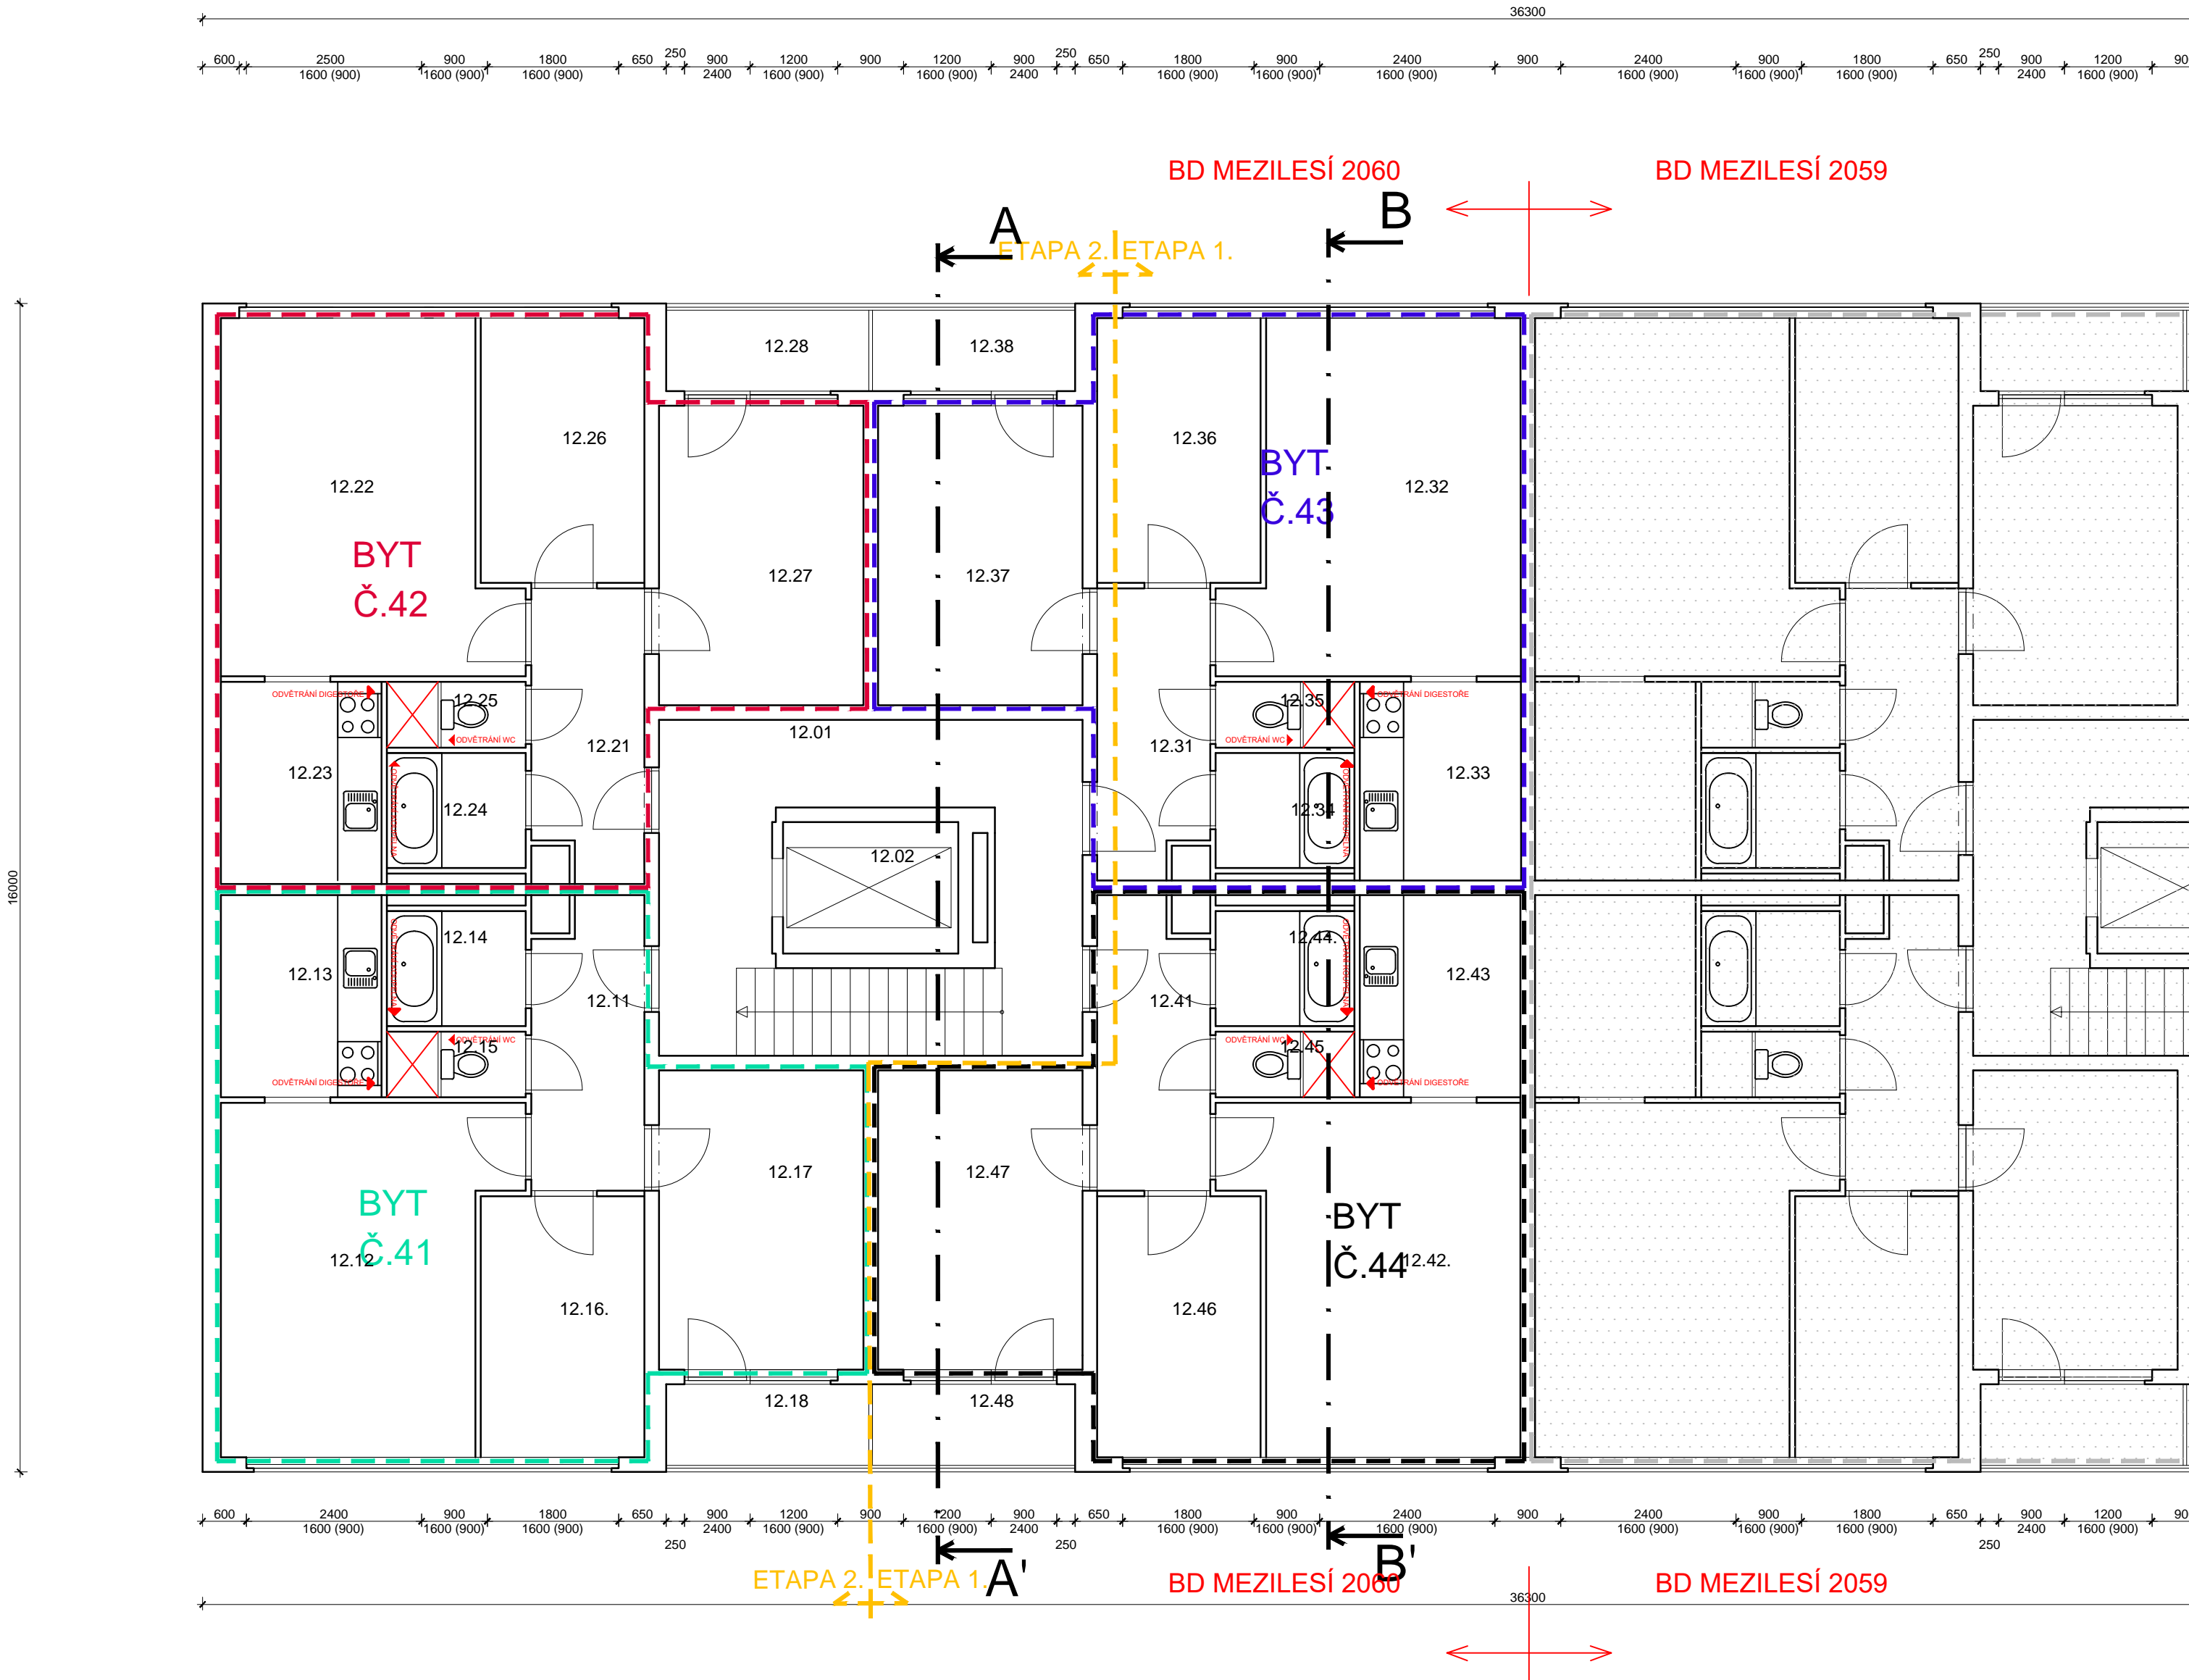 36300
600 2500 900 1800 650 250 900 1200 900 1200 900 250 650 1800 900 2400 900 2400 900 1800 650 250 900 1200
1600 (900) 1600 (900) 1600 (900) 2400 1600 (900) 1600 (900) 2400 1600 (900) 1600 (900) 1600 (900) 1600 (900) 1600 (900) 1600 (900) 2400 1600 (900)
BD MEZILESÍ 2060 BD MEZILESÍ 2059
A B
ETAPA 2. ETAPA 1.
12.28 12.38
12.26 12.36
BYT
Č.43
12.22 12.32
BYT
Č.42
12.27 12.37
ODVĚTRÁNÍ DIGESTOŘE 12.25 12.35 ODVĚTRÁNÍ DIGESTOŘE
12.01
ODVĚTRÁNÍ WC 12.21 12.31 ODVĚTRÁNÍ WC
12.23 12.33
12.24 12.34
ODVĚTRÁNÍ KOUPELNA ODVĚTRÁNÍ KOUPELNA
12.02
16000
12.14 12.44.
12.13 12.43
ODVĚTRÁNÍ KOUPELNA ODVĚTRÁNÍ KOUPELNA
12.11 12.41
ODVĚTRÁNÍ WC ODVĚTRÁNÍ WC
12.15 12.45
ODVĚTRÁNÍ DIGESTOŘE ODVĚTRÁNÍ DIGESTOŘE
12.17 12.47
BYT
Č.41
BYT
Č.44
12.12 12.42.
12.16. 12.46
12.18 12.48
600 2400 900 1800 650 900 1200 900 1200 900 650 1800 900 2400 900 2400 900 1800 650 900 1200
1600 (900) 1600 (900) 1600 (900) 2400 1600 (900) 1600 (900) 2400 1600 (900) 1600 (900) 1600 (900) 1600 (900) 1600 (900) 1600 (900) 2400 1600 (900)
250 250 250
ETAPA 2. ETAPA 1. A' B'
BD MEZILESÍ 2060 BD MEZILESÍ 2059
36300